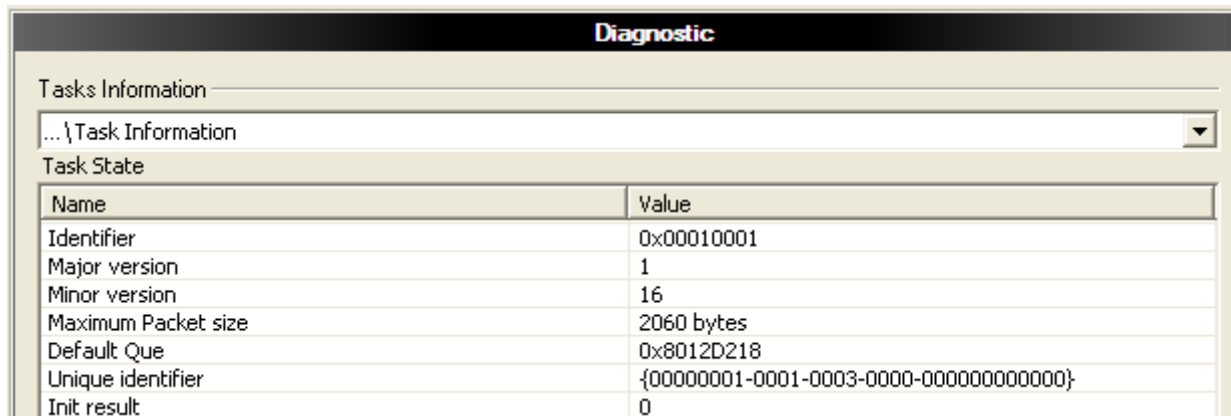 Diagnostic
Tasks Information
...\Task Information
Task State
Name Value
Identifier 0x00010001
Major version 1
Minor version 16
Maximum Packet size 2060 bytes
Default Que 0x8012D218
Unique identifier {00000001-0001-0003-0000-000000000000}
Init result 0